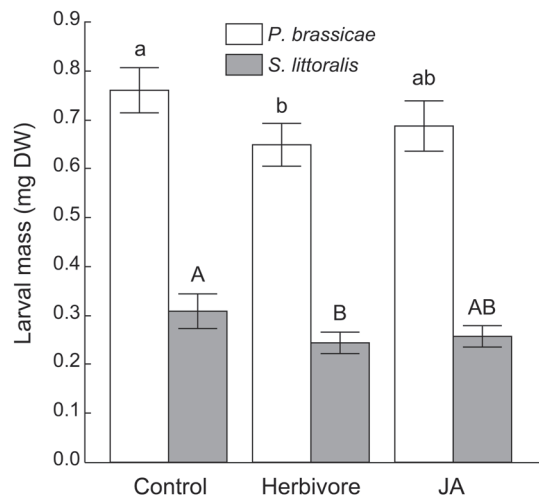 0.9
0.8
0.7
0.6
0.5
0.4
0.3
0.2
0.1
0.0
Larval mass (mg DW)
P. brassicae
S. littoralis
a
b
ab
A
B
AB
Control
Herbivore
JA